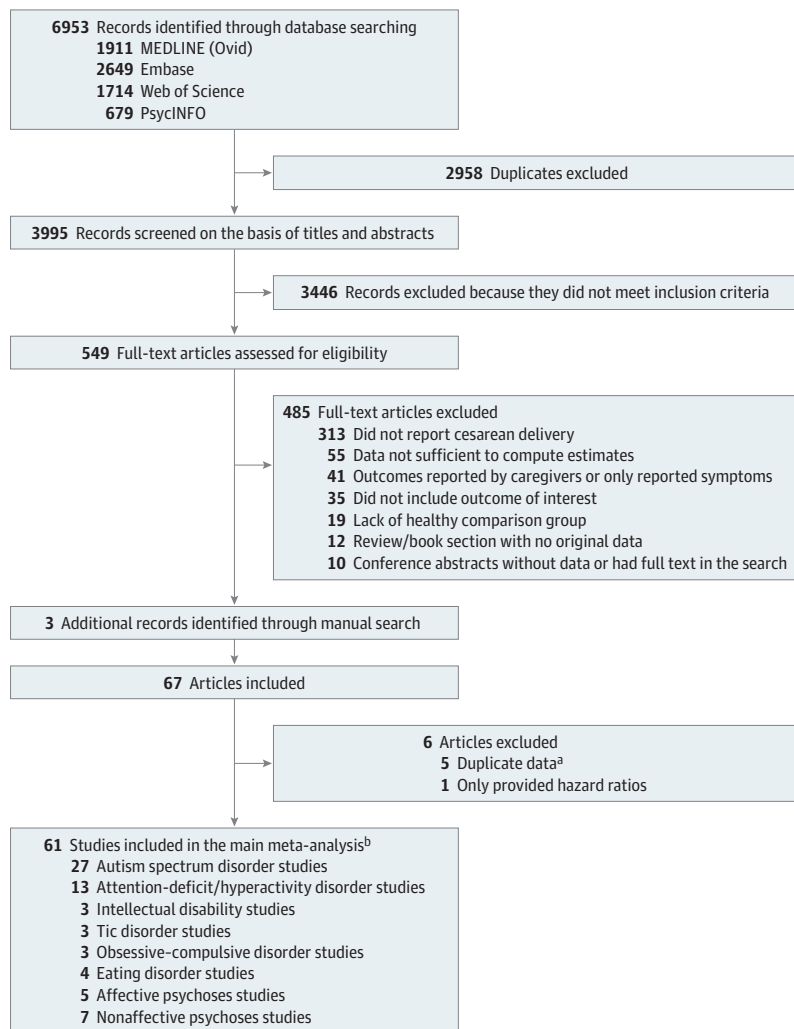 6953 Records identified through database searching
1911 MEDLINE (Ovid)
2649 Embase
1714 Web of Science
679 PsycINFO
2958 Duplicates excluded
3995 Records screened on the basis of titles and abstracts
3446 Records excluded because they did not meet inclusion criteria
549 Full-text articles assessed for eligibility
485 Full-text articles excluded
313 Did not report cesarean delivery
55 Data not sufficient to compute estimates
41 Outcomes reported by caregivers or only reported symptoms
35 Did not include outcome of interest
19 Lack of healthy comparison group
12 Review/book section with no original data
10 Conference abstracts without data or had full text in the search
3 Additional records identified through manual search
67 Articles included
6 Articles excluded
5 Duplicate dataᵃ
1 Only provided hazard ratios
61 Studies included in the main meta-analysisᵇ
27 Autism spectrum disorder studies
13 Attention-deficit/hyperactivity disorder studies
3 Intellectual disability studies
3 Tic disorder studies
3 Obsessive-compulsive disorder studies
4 Eating disorder studies
5 Affective psychoses studies
7 Nonaffective psychoses studies